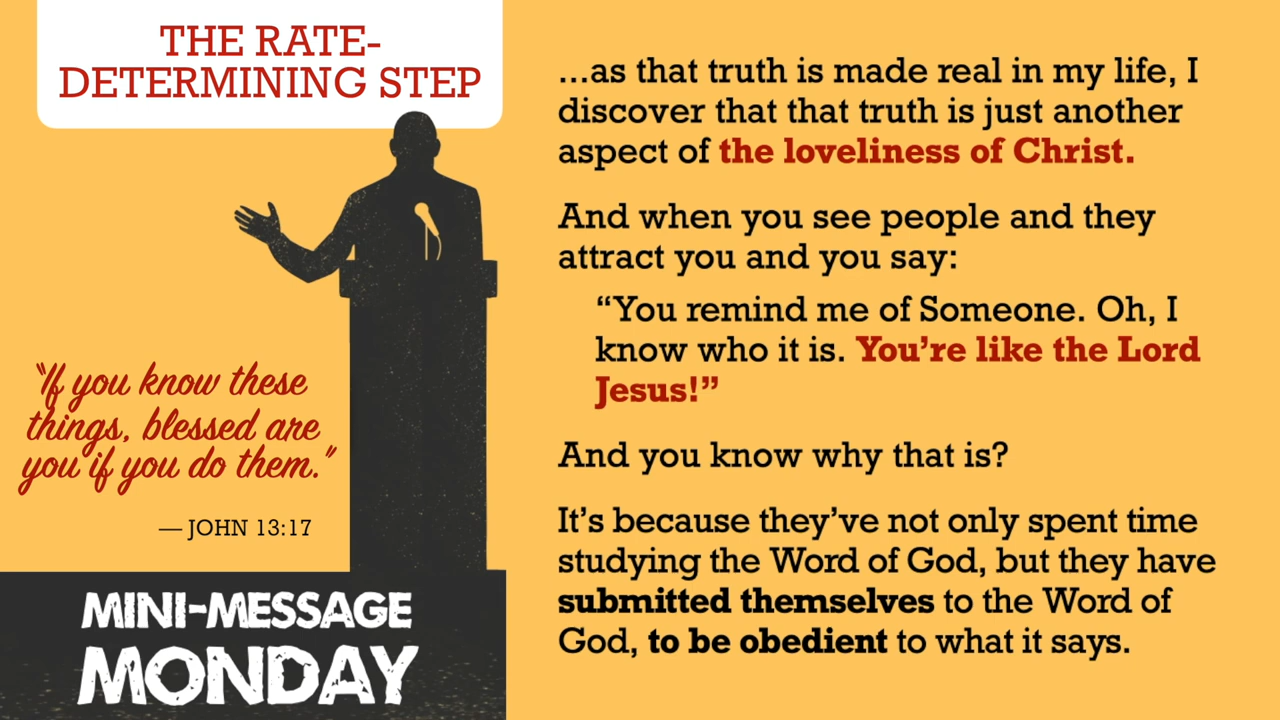 THE RATE-
DETERMINING STEP
“If you know these
things, blessed are
you if you do them.”
— JOHN 13:17
MINI-MESSAGE
MONDAY
...as that truth is made real in my life, I
discover that that truth is just another
aspect of the loveliness of Christ.
And when you see people and they
attract you and you say:
“You remind me of Someone. Oh, I
know who it is. You’re like the Lord
Jesus!”
And you know why that is?
It’s because they’ve not only spent time
studying the Word of God, but they have
submitted themselves to the Word of
God, to be obedient to what it says.